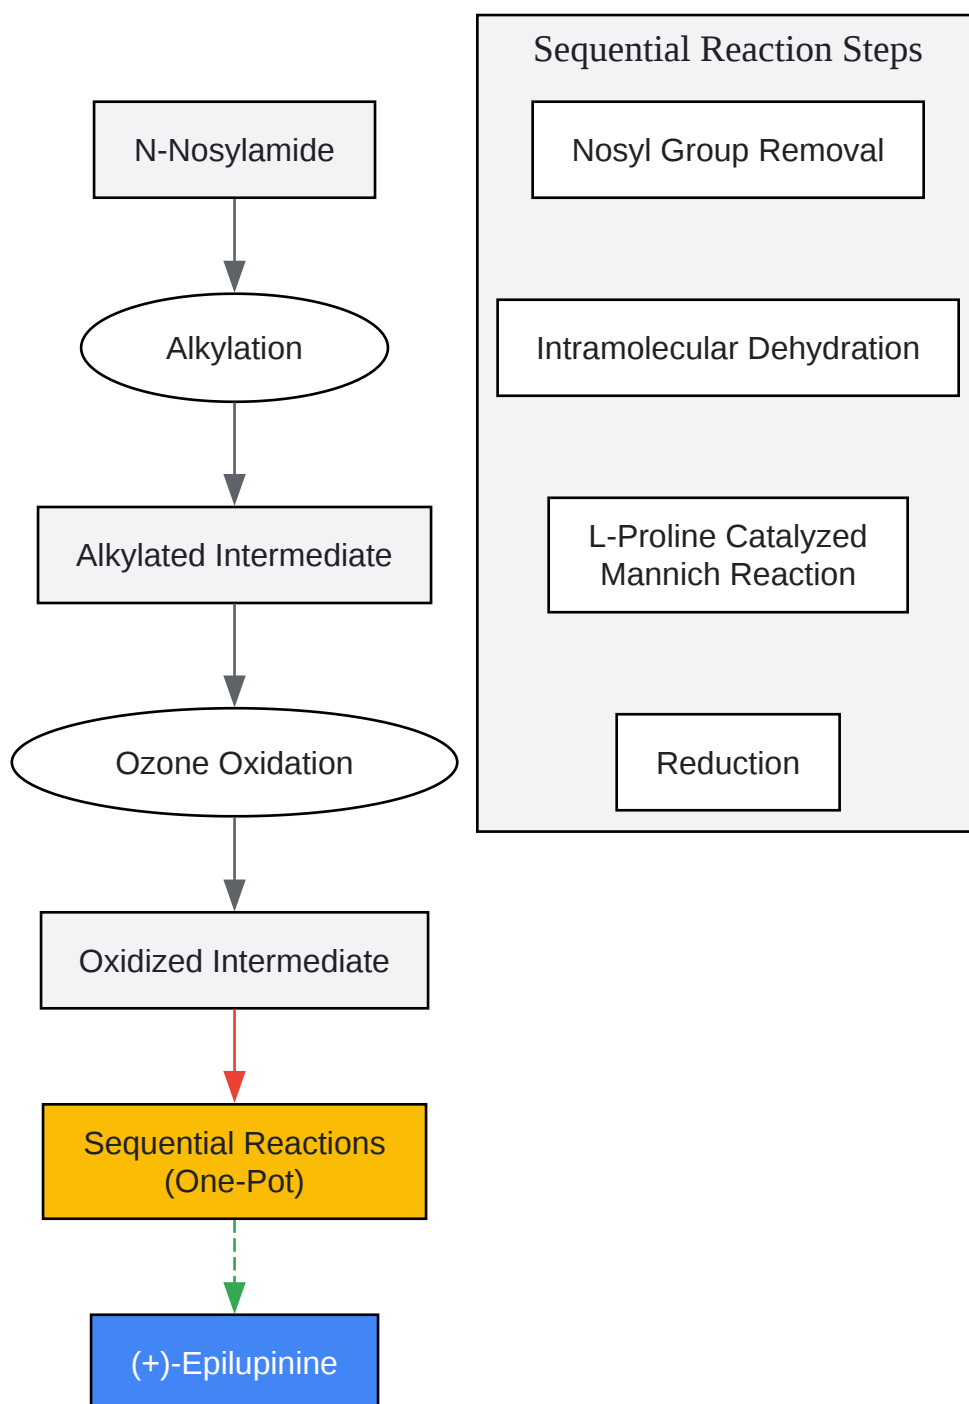 N-Nosylamide
Alkylation
Alkylated Intermediate
Ozone Oxidation
Oxidized Intermediate
Sequential Reactions
(One-Pot)
(+)-Epilupinine
Sequential Reaction Steps
Nosyl Group Removal
Intramolecular Dehydration
L-Proline Catalyzed
Mannich Reaction
Reduction